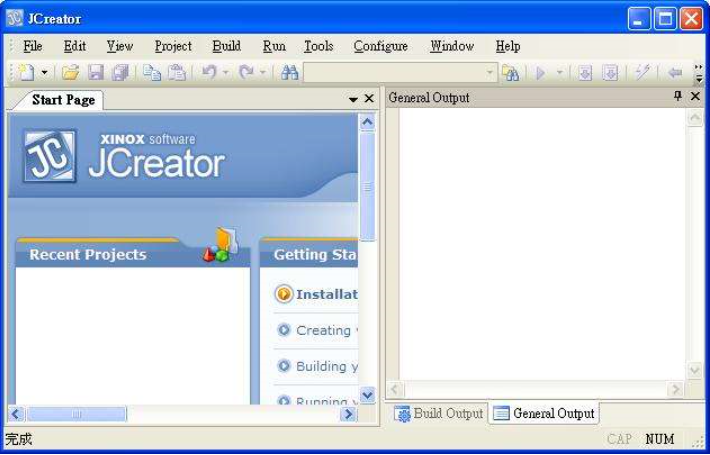 JCreator
File Edit View Project Build Run Tools Configure Window Help
Start Page
General Output
JC
XINOX software
JCreator
Recent Projects
Getting Sta
Installat
Creating
Building y
Running
Build Output General Output
完成
CAP NUM